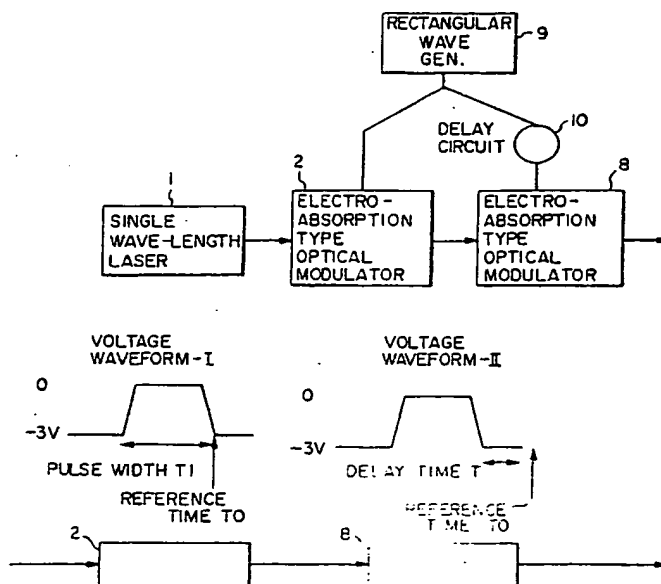 RECTANGULAR
WAVE
GEN.
9
DELAY
CIRCUIT
10
1
2
8
SINGLE
WAVE-LENGTH
LASER
ELECTRO-
ABSORPTION
TYPE
OPTICAL
MODULATOR
ELECTRO-
ABSORPTION
TYPE
OPTICAL
MODULATOR
VOLTAGE
WAVEFORM-I
VOLTAGE
WAVEFORM-II
0
-3V
0
-3V
PULSE WIDTH T1
DELAY TIME T
REFERENCE
TIME TO
REFERENCE
TIME TO
2
8